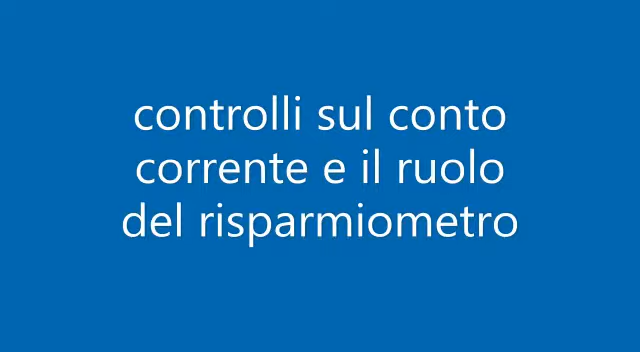 controlli sul conto
corrente e il ruolo
del risparmiometro